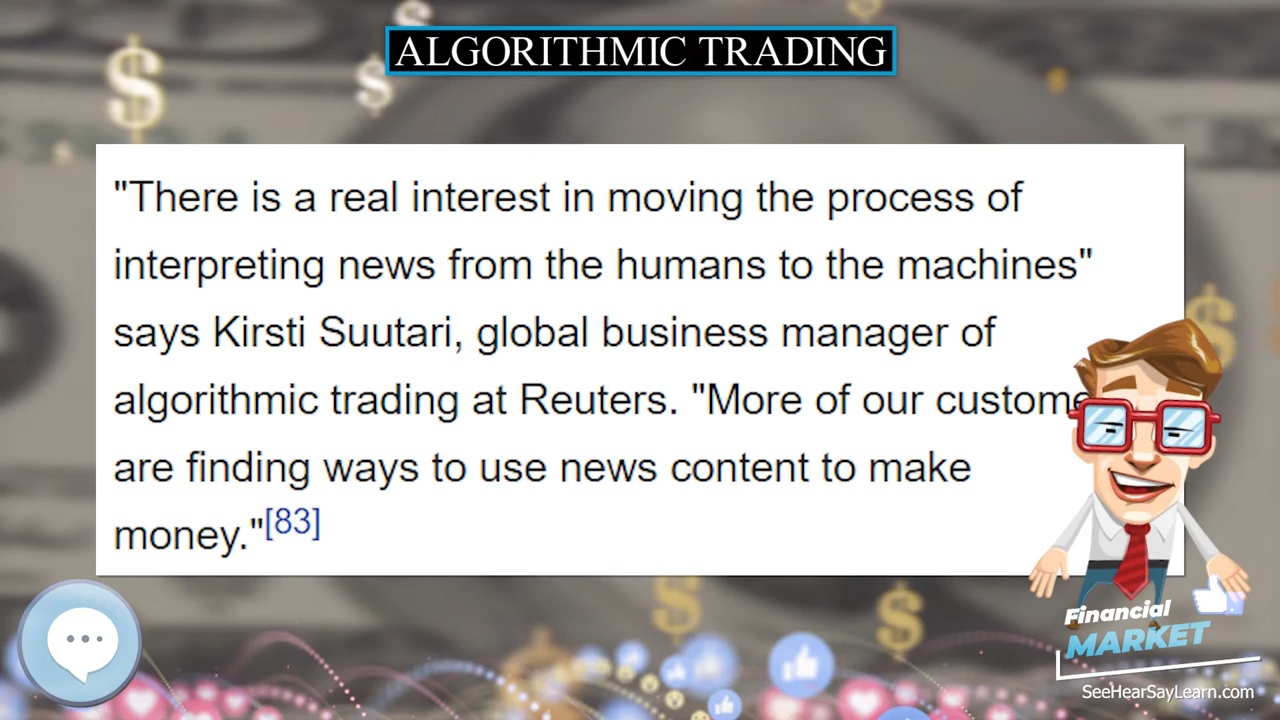 ALGORITHMIC TRADING
"There is a real interest in moving the process of
interpreting news from the humans to the machines"
says Kirsti Suutari, global business manager of
algorithmic trading at Reuters. "More of our
are finding ways to use news content to make
money."[83]
Financial
MARKET
SeeHearSayLearn.com